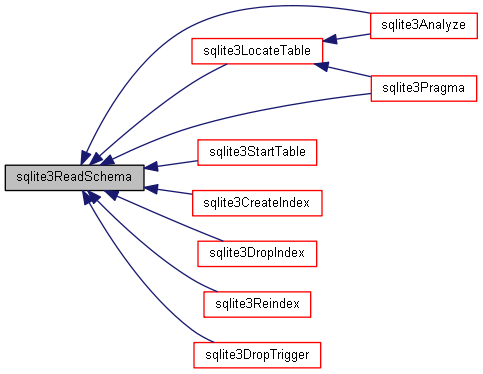 sqlite3Analyze
sqlite3LocateTable
sqlite3Pragma
sqlite3StartTable
sqlite3ReadSchema
sqlite3CreateIndex
sqlite3DropIndex
sqlite3Reindex
sqlite3DropTrigger